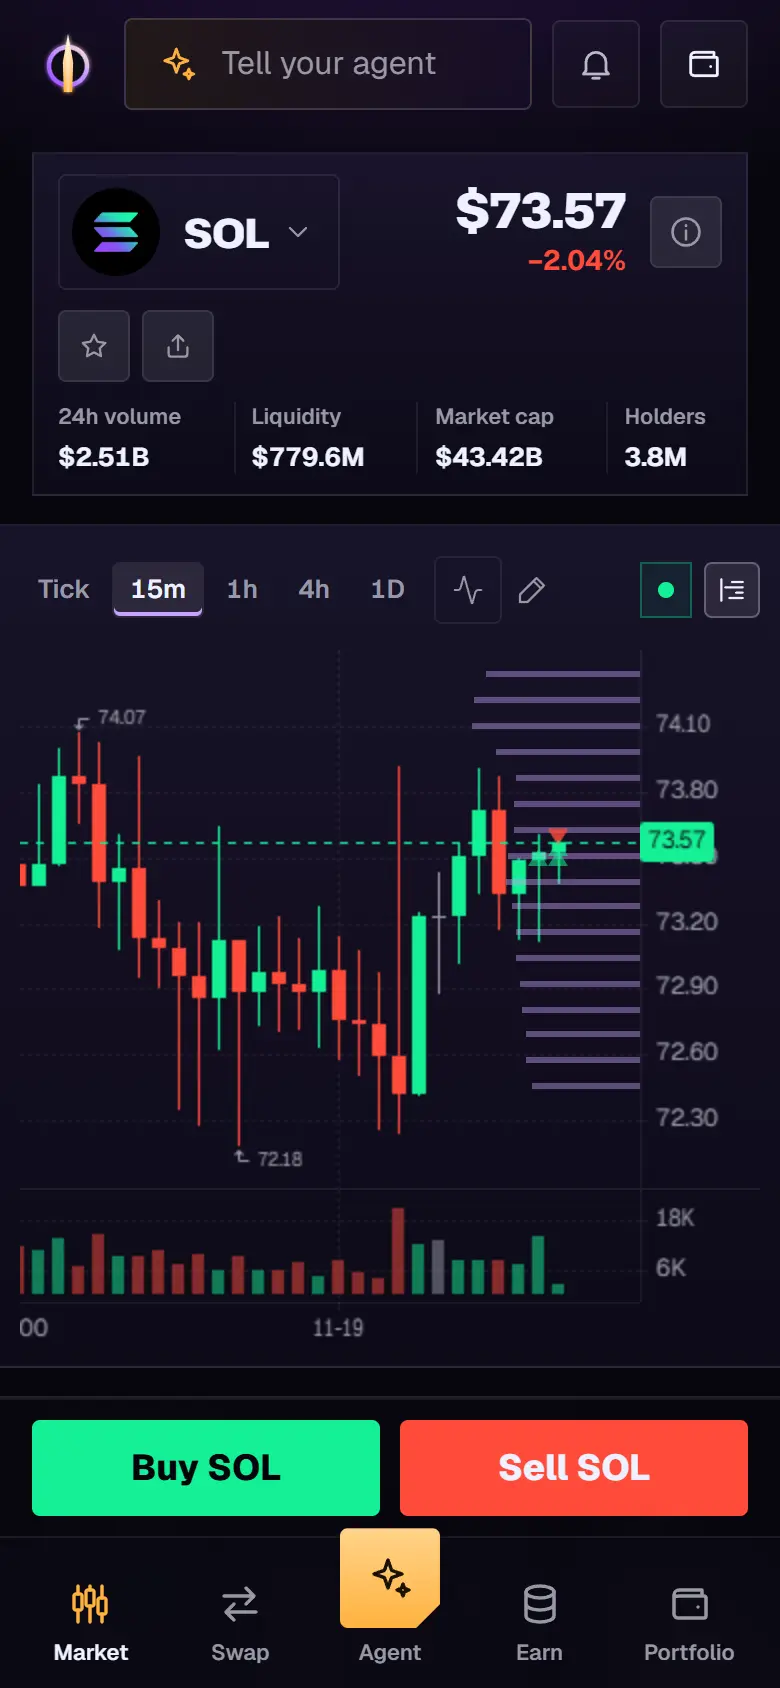 Tell your agent
SOL
$73.57
-2.04%
24h volume
$2.51B
Liquidity
$779.6M
Market cap
$43.42B
Holders
3.8M
Tick 15m 1h 4h 1D
74.07
72.18
74.10
73.80
73.57
73.20
72.90
72.60
72.30
18K
6K
00 11-19
Buy SOL
Sell SOL
Market
Swap
Agent
Earn
Portfolio